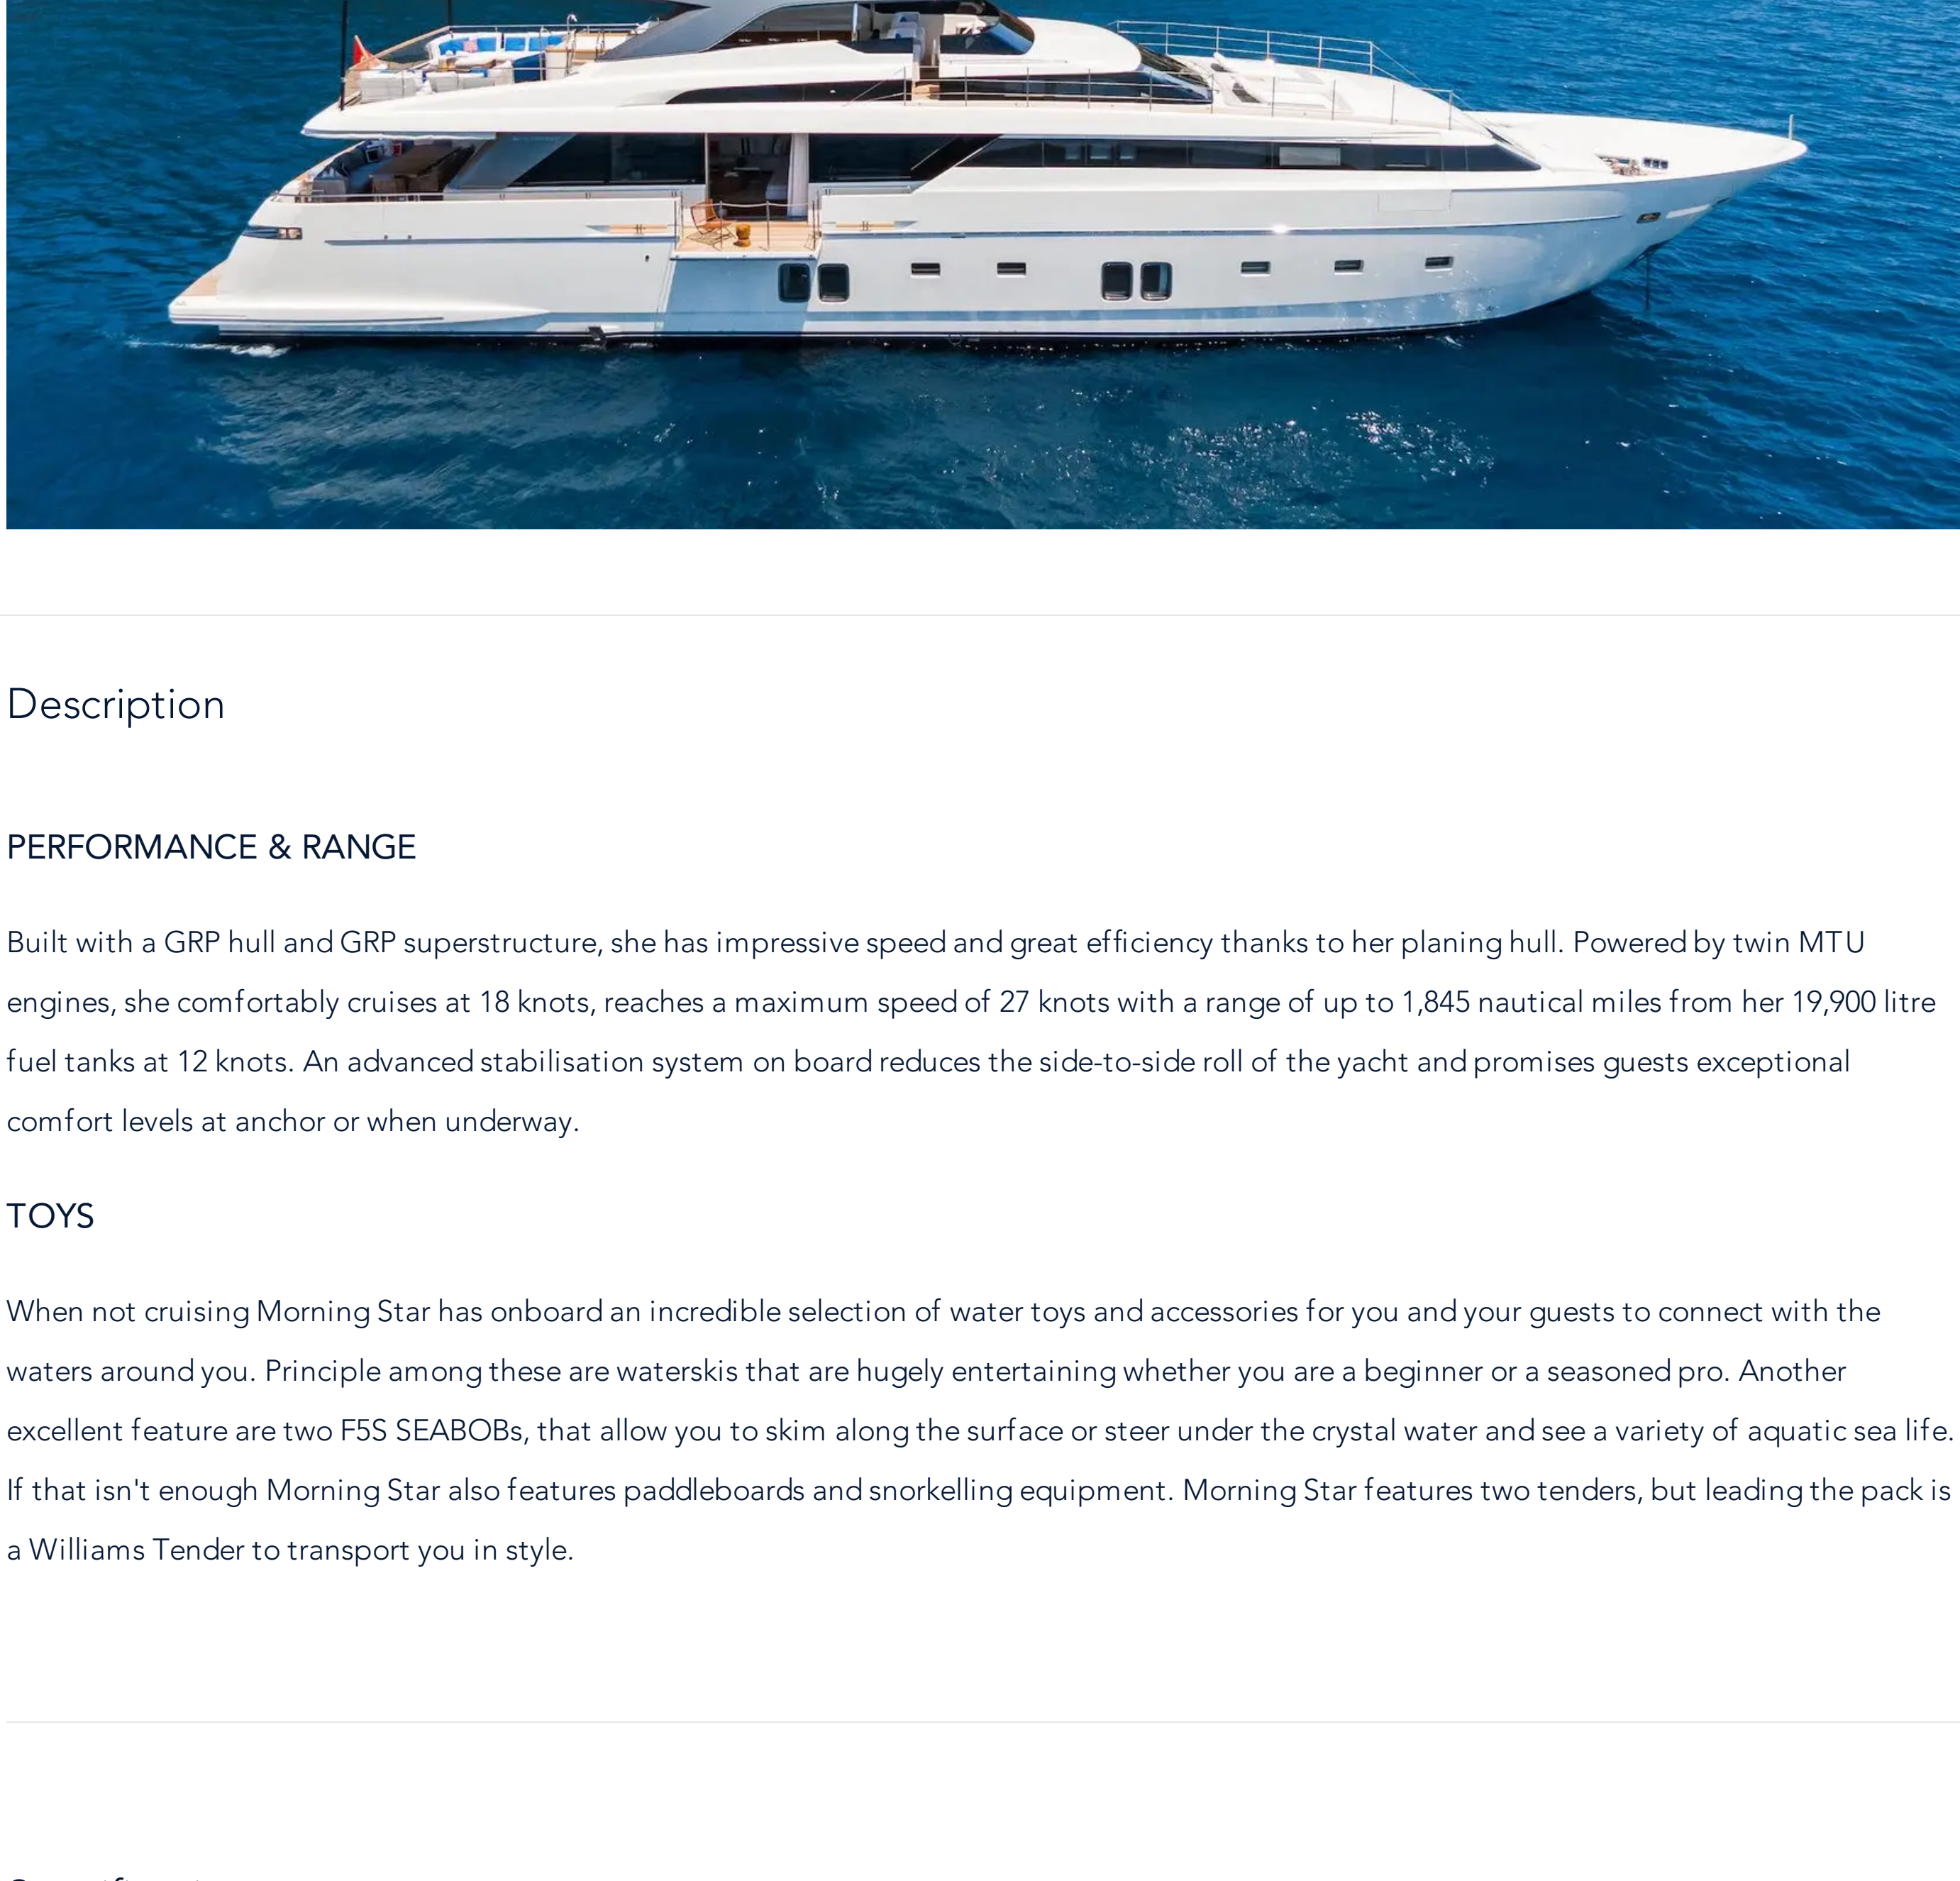 Description
PERFORMANCE & RANGE
Built with a GRP hull and GRP superstructure, she has impressive speed and great efficiency thanks to her planing hull. Powered by twin MTU
engines, she comfortably cruises at 18 knots, reaches a maximum speed of 27 knots with a range of up to 1,845 nautical miles from her 19,900 litre
fuel tanks at 12 knots. An advanced stabilisation system on board reduces the side-to-side roll of the yacht and promises guests exceptional
comfort levels at anchor or when underway.
TOYS
When not cruising Morning Star has onboard an incredible selection of water toys and accessories for you and your guests to connect with the
waters around you. Principle among these are waterskis that are hugely entertaining whether you are a beginner or a seasoned pro. Another
excellent feature are two F5S SEABOBs, that allow you to skim along the surface or steer under the crystal water and see a variety of aquatic sea life.
If that isn't enough Morning Star also features paddleboards and snorkelling equipment. Morning Star features two tenders, but leading the pack is
a Williams Tender to transport you in style.